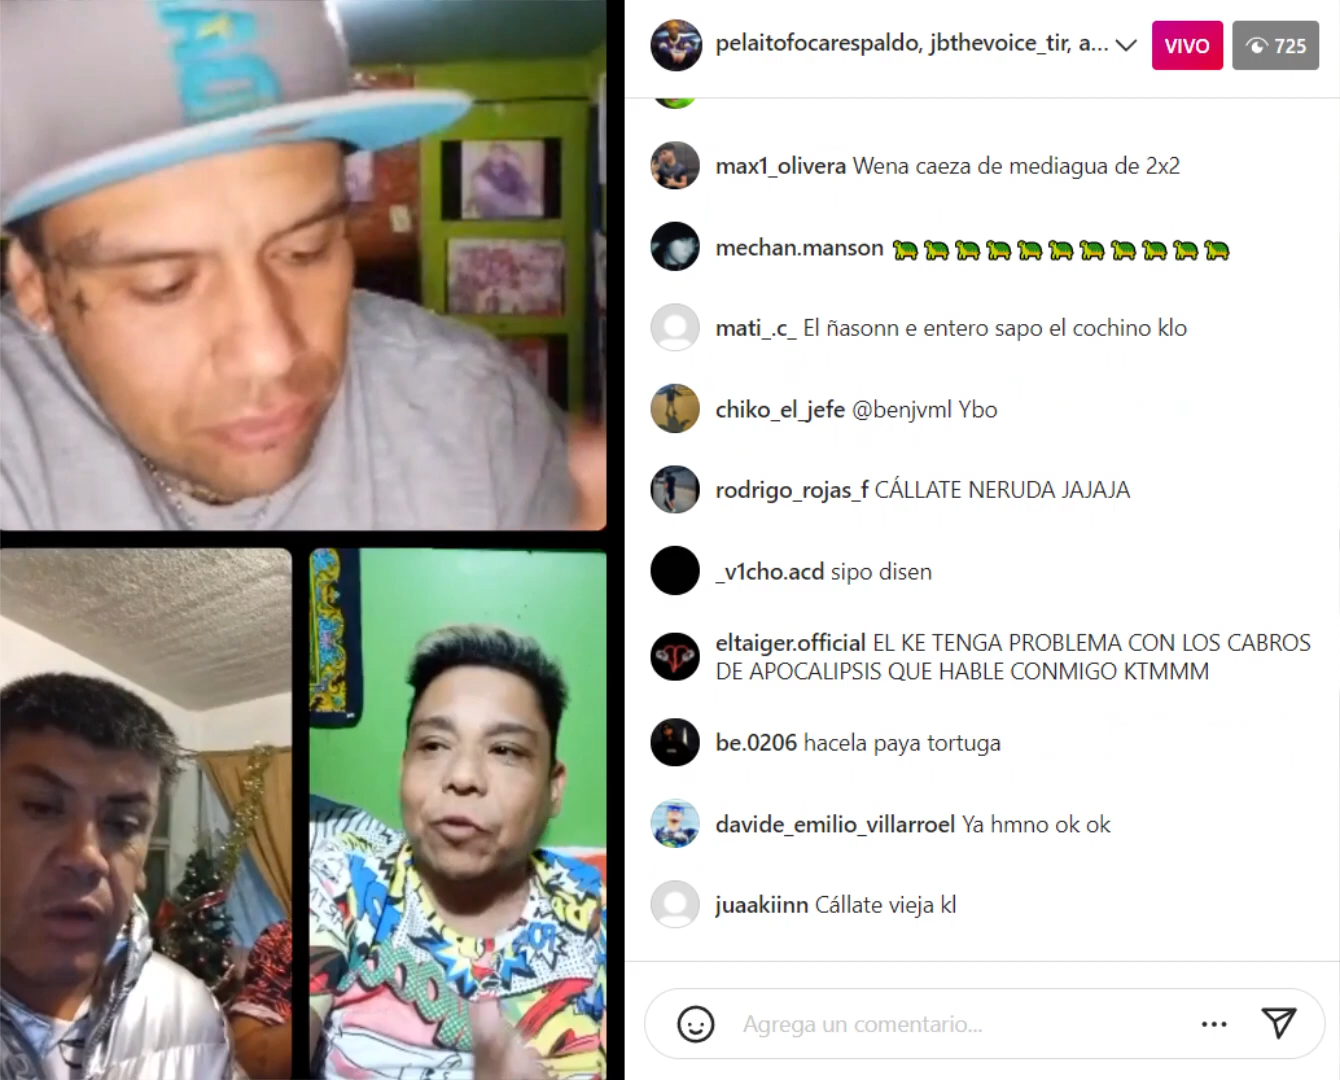 pelaitofocarespaldo, jbthevoice_tir, a...
VIVO
725
max1_olivera Wena caeza de mediagua de 2x2
mechan.manson 🐢🐢🐢🐢🐢🐢🐢🐢🐢🐢🐢
mati_.c_ El ñasonn e entero sapo el cochino klo
chiko_el_jefe @benjvml Ybo
rodrigo_rojas_f CÁLLATE NERUDA JAJAJA
_v1cho.acd sipo disen
eltaiger.official EL KE TENGA PROBLEMA CON LOS CABROS
DE APOCALIPSIS QUE HABLE CONMIGO KTMMM
be.0206 hacela paya tortuga
davide_emilio_villarroel Ya hmno ok ok
juaakiinn Cállate vieja kl
Agrega un comentario...